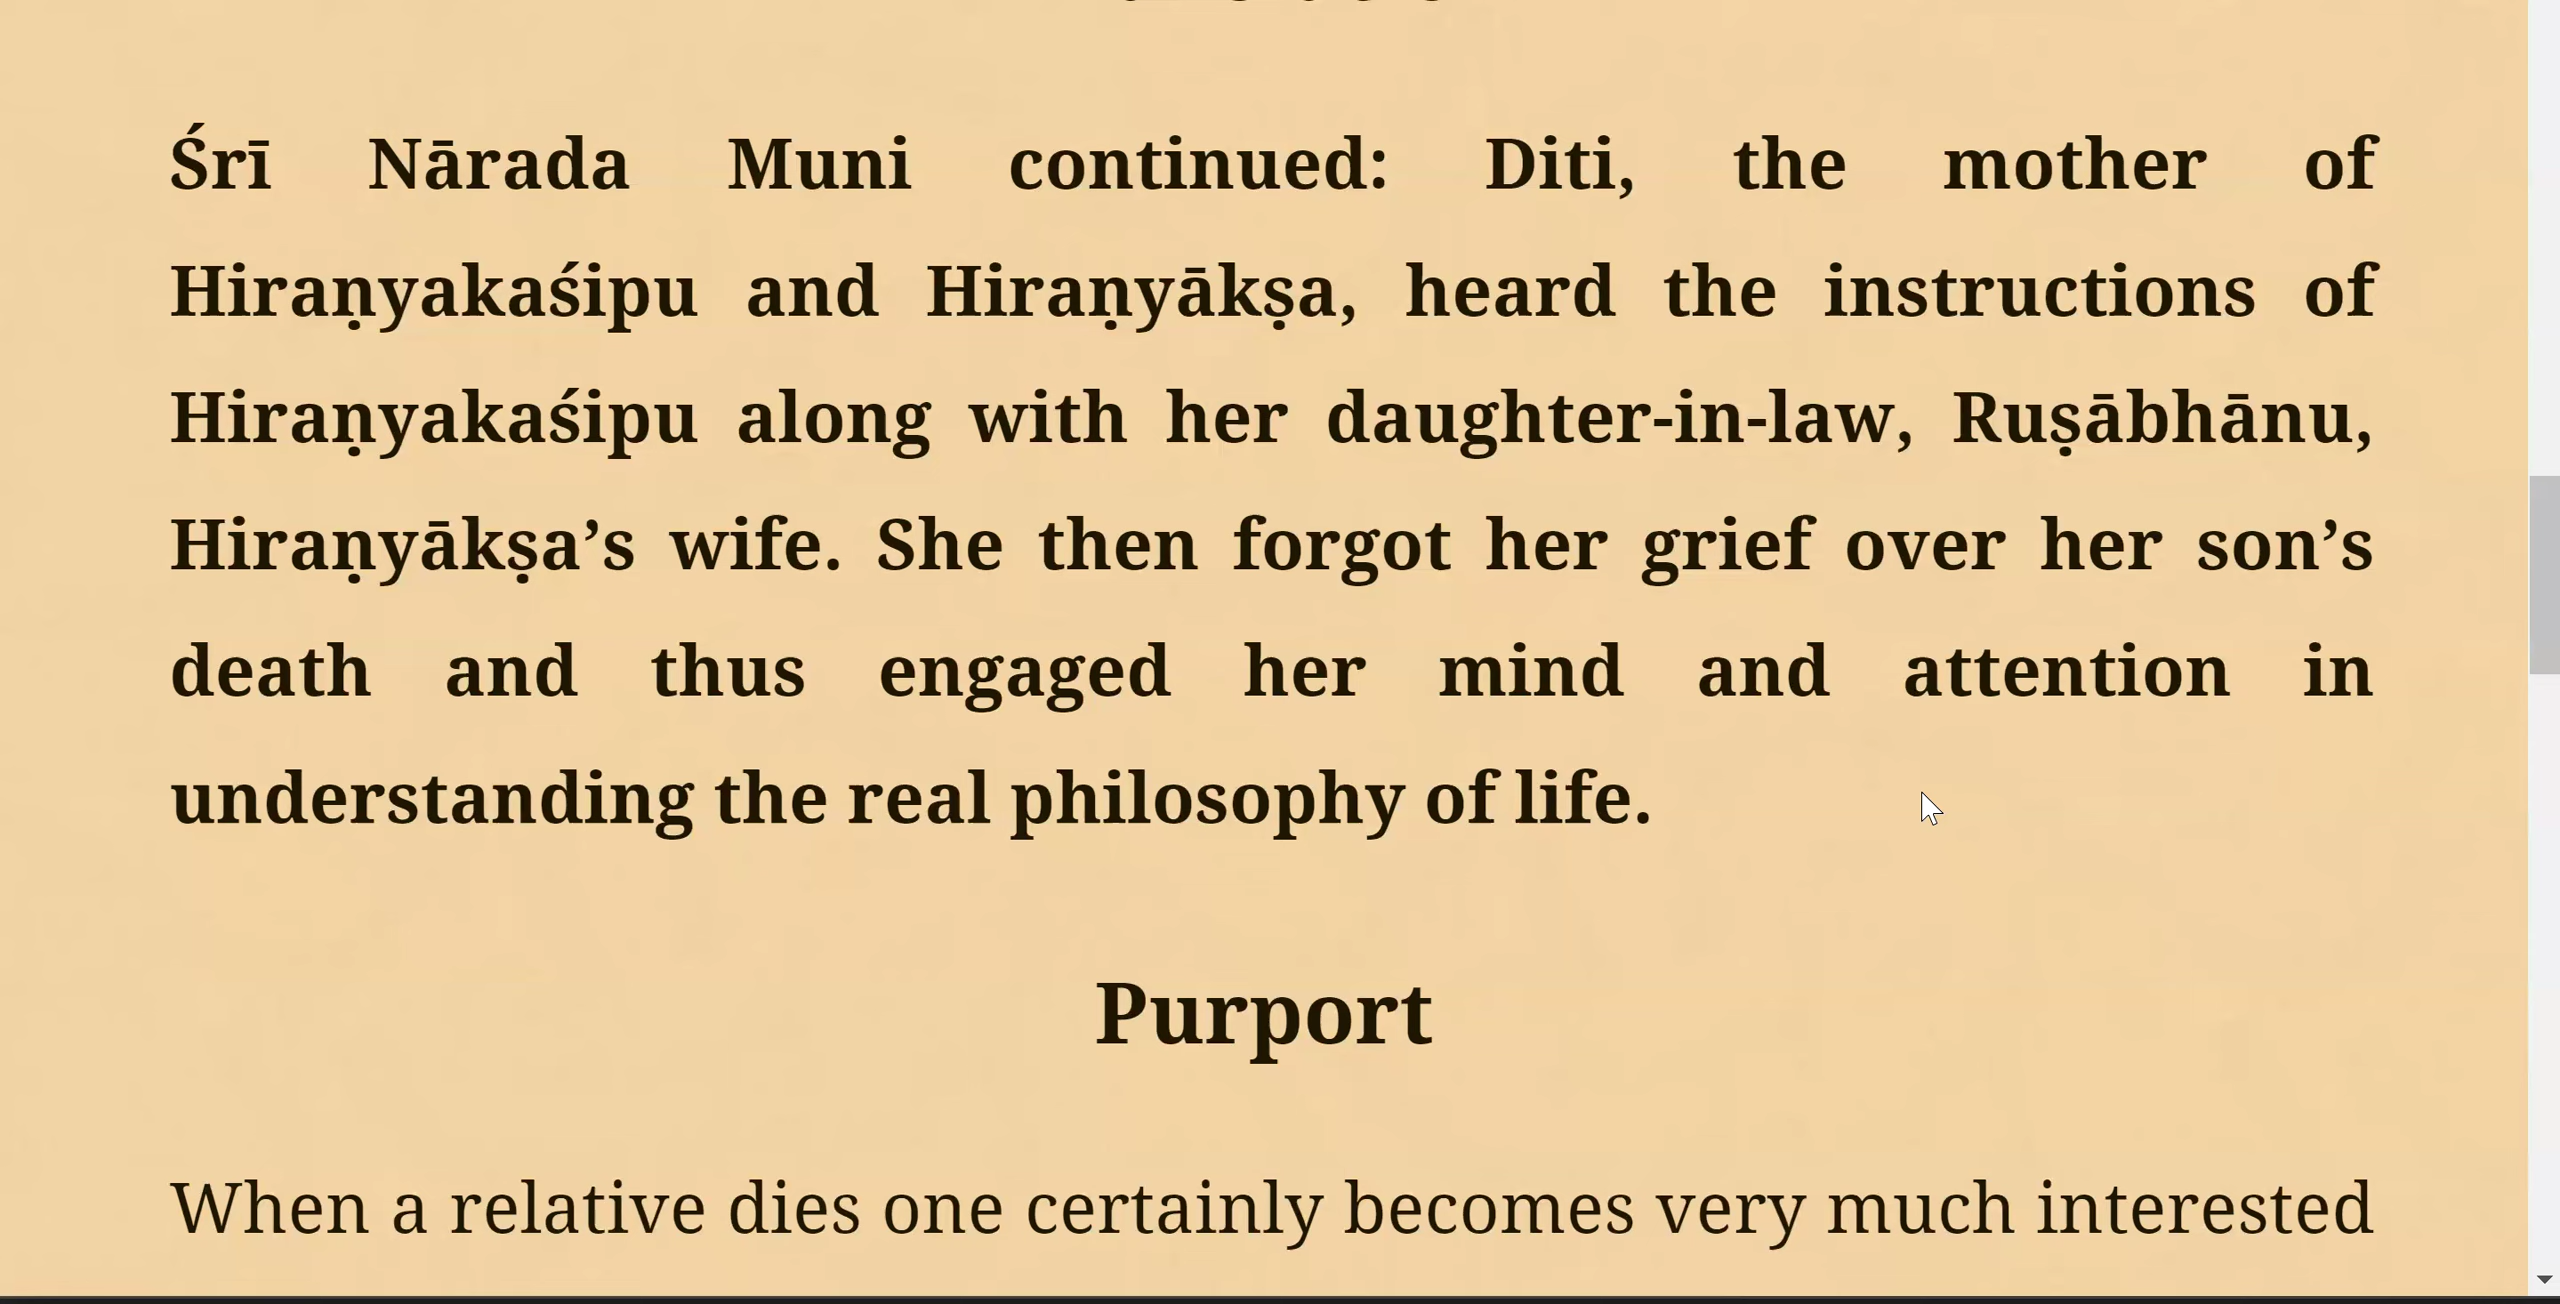 Śrī Nārada Muni continued: Diti, the mother of
Hiraṇyakaśipu and Hiraṇyākṣa, heard the instructions of
Hiraṇyakaśipu along with her daughter-in-law, Ruṣābhānu,
Hiraṇyākṣa’s wife. She then forgot her grief over her son’s
death and thus engaged her mind and attention in
understanding the real philosophy of life.
Purport
When a relative dies one certainly becomes very much interested